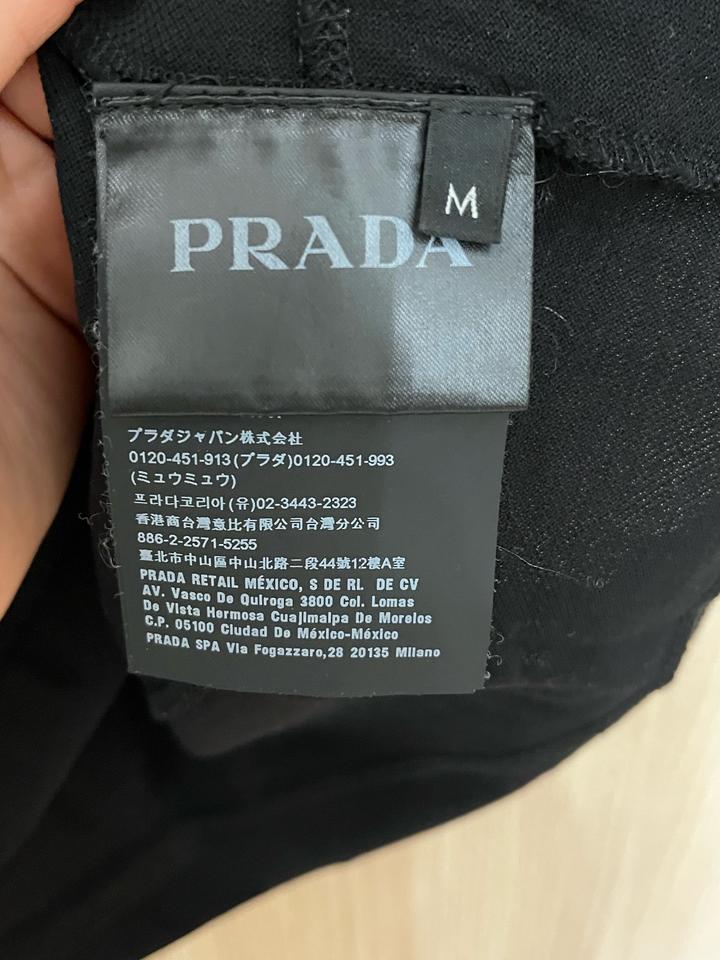 M
PRADA
プラダジャパン株式会社
0120-451-913(プラダ)0120-451-993
(ミュウミュウ)
프라다코리아(유)02-3443-2323
香港商台灣意比有限公司台灣分公司
886-2-2571-5255
臺北市中山區中山北路二段44號12樓A室
PRADA RETAIL MÉXICO, S DE RL DE CV
AV. Vasco De Quiroga 3800 Col. Lomas
De Vista Hermosa Cuajimalpa De Morelos
C.P. 05100 Ciudad De México-México
PRADA SPA Via Fogazzaro,28 20135 Milano